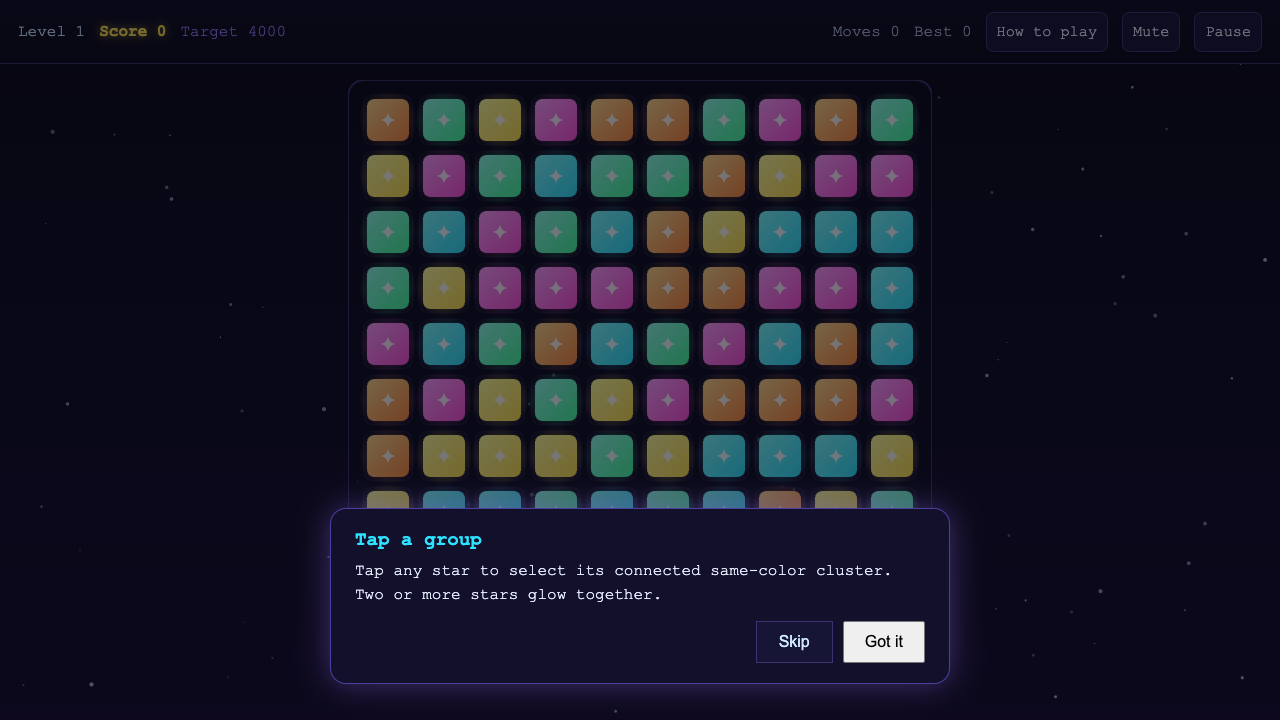 Level 1 Score 0 Target 4000 Moves 0 Best 0 How to play Mute Pause
Tap a group
Tap any star to select its connected same-color cluster.
Two or more stars glow together.
Skip Got it